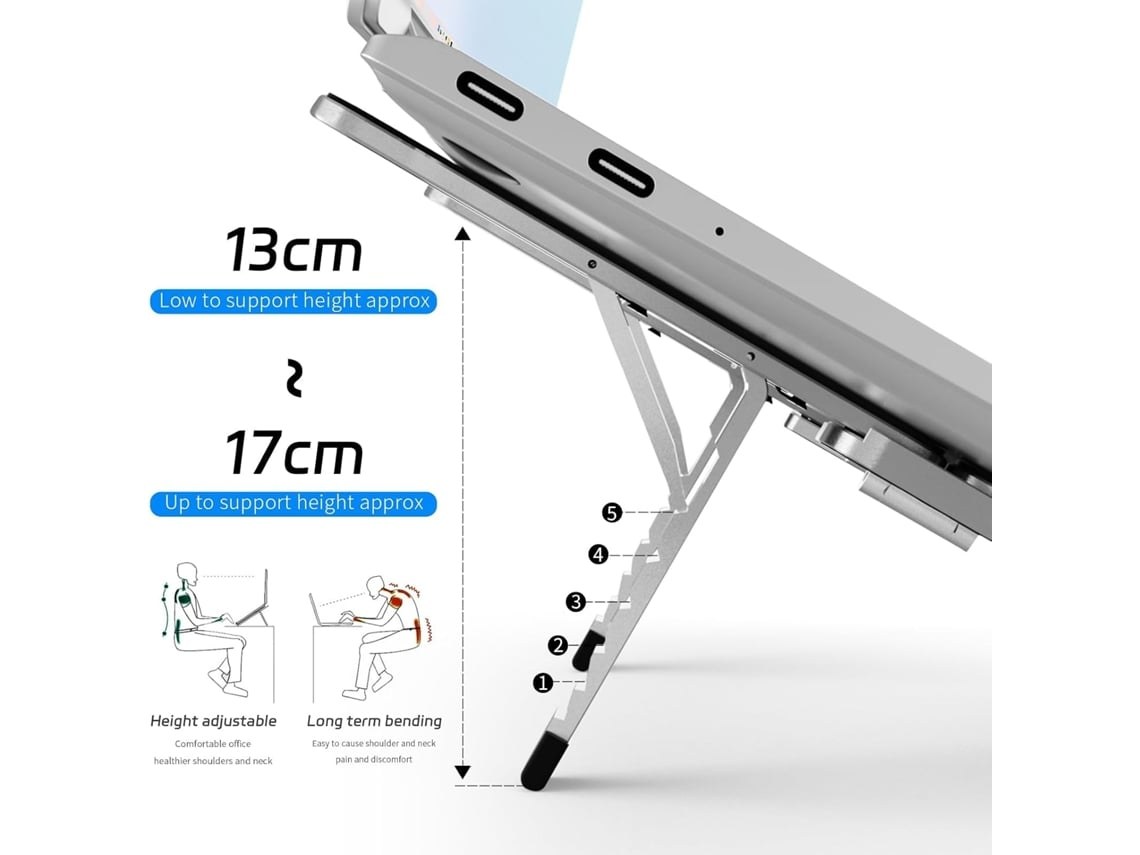 13cm
Low to support height approx
~
17cm
Up to support height approx
5
4
3
2
1
Height adjustable
Comfortable office
healthier shoulders and neck
Long term bending
Easy to cause shoulder and neck
pain and discomfort